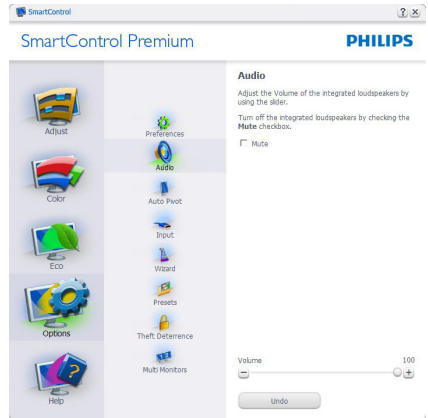 SmartControl
SmartControl Premium
PHILIPS
Adjust
Color
Eco
Options
Help
Preferences
Audio
Auto Pivot
Input
Wizard
Presets
Theft Deterrence
Multi Monitors
Audio
Adjust the Volume of the integrated loudspeakers by
using the slider.
Turn off the integrated loudspeakers by checking the
Mute checkbox.
Mute
Volume 100
Undo